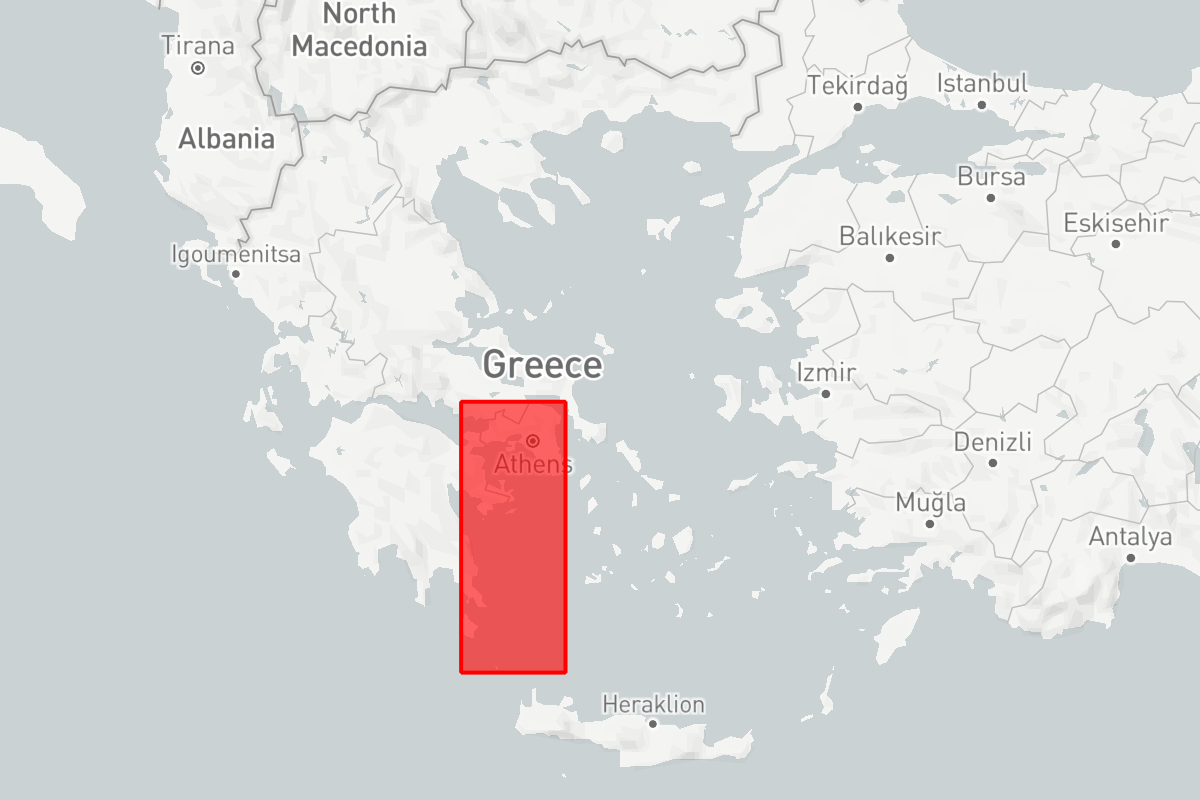 North
Macedonia
Tirana
Tekirdağ
Istanbul
Albania
Bursa
Eskisehir
Balıkesir
Igoumenitsa
Greece
Izmir
Denizli
Athens
Muğla
Antalya
Heraklion